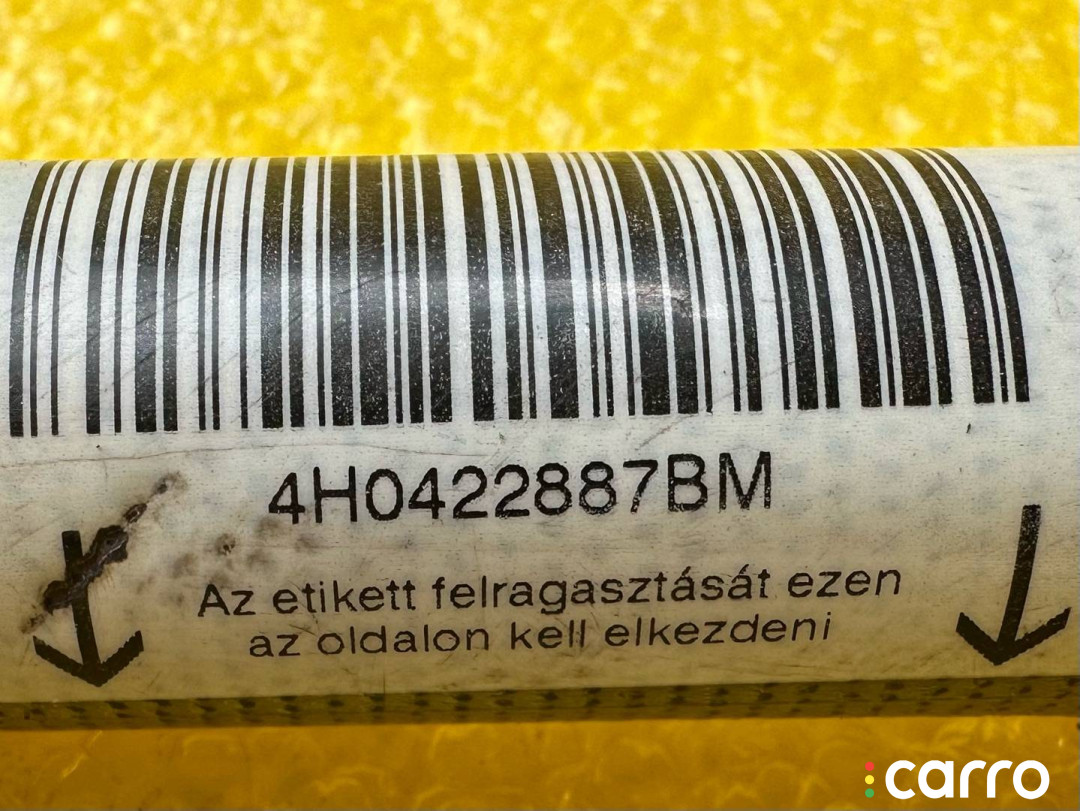 4H0422887BM
Az etikett felragasztását ezen
az oldalon kell elkezdeni
carro